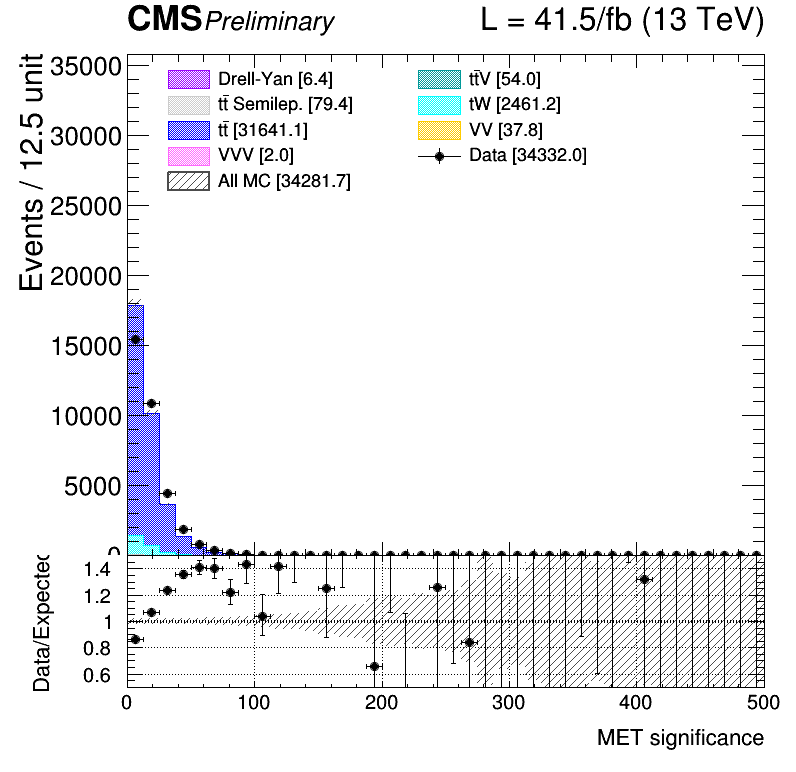 CMS Preliminary L = 41.5/fb (13 TeV)
Events / 12.5 unit
35000
30000
25000
20000
15000
10000
5000
0
Drell-Yan [6.4]
tt̄ Semilep. [79.4]
tt̄ [31641.1]
VVV [2.0]
All MC [34281.7]
tt̄V [54.0]
tW [2461.2]
VV [37.8]
Data [34332.0]
Data/Expected
1.4
1.2
1
0.8
0.6
0 100 200 300 400 500
MET significance